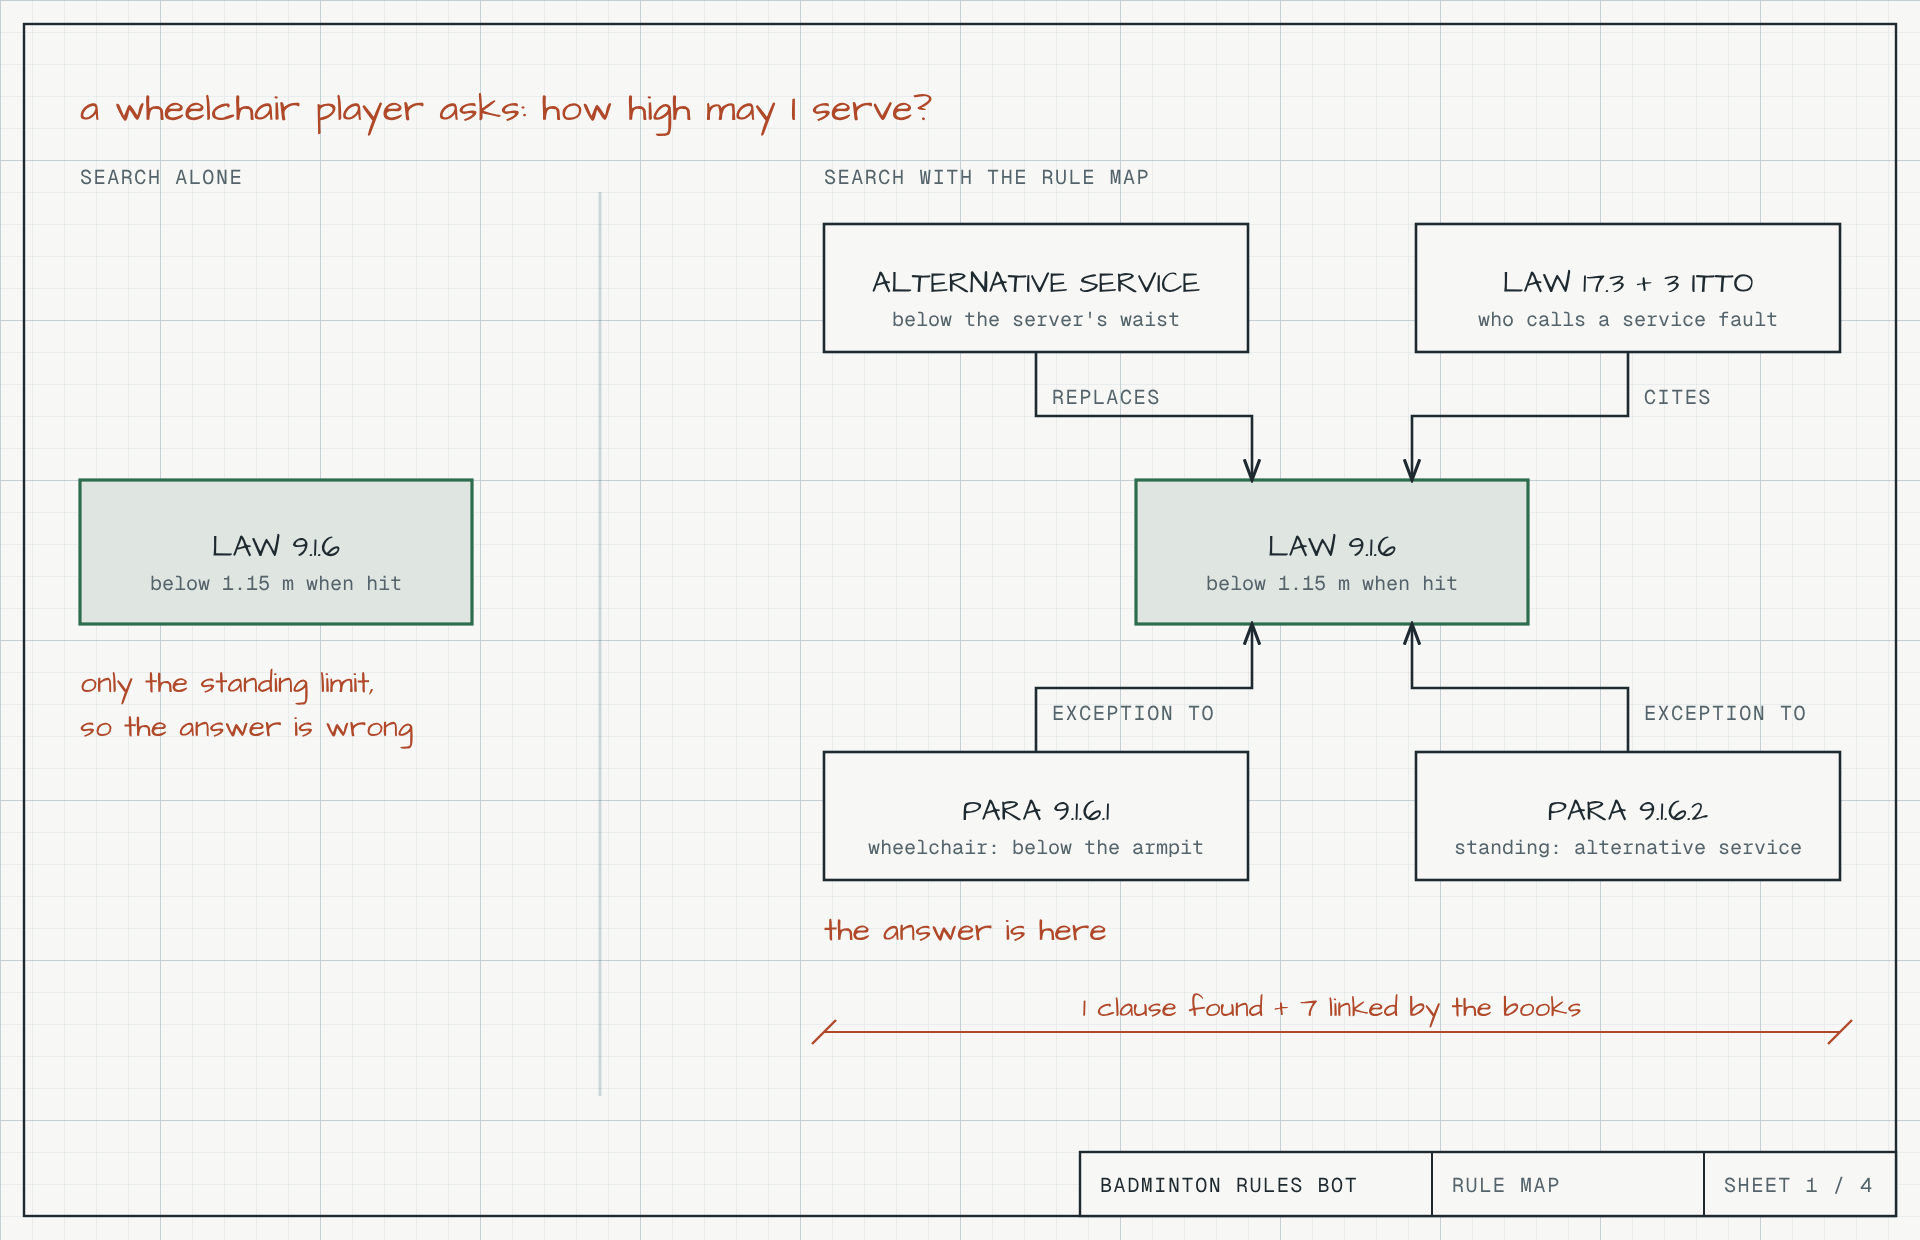 a wheelchair player asks: how high may I serve?
SEARCH ALONE
LAW 9.1.6
below 1.15 m when hit
only the standing limit,
so the answer is wrong
SEARCH WITH THE RULE MAP
ALTERNATIVE SERVICE
below the server's waist
LAW 17.3 + 3 ITTO
who calls a service fault
REPLACES
CITES
LAW 9.1.6
below 1.15 m when hit
EXCEPTION TO
EXCEPTION TO
PARA 9.1.6.1
wheelchair: below the armpit
PARA 9.1.6.2
standing: alternative service
the answer is here
1 clause found + 7 linked by the books
BADMINTON RULES BOT
RULE MAP
SHEET 1 / 4